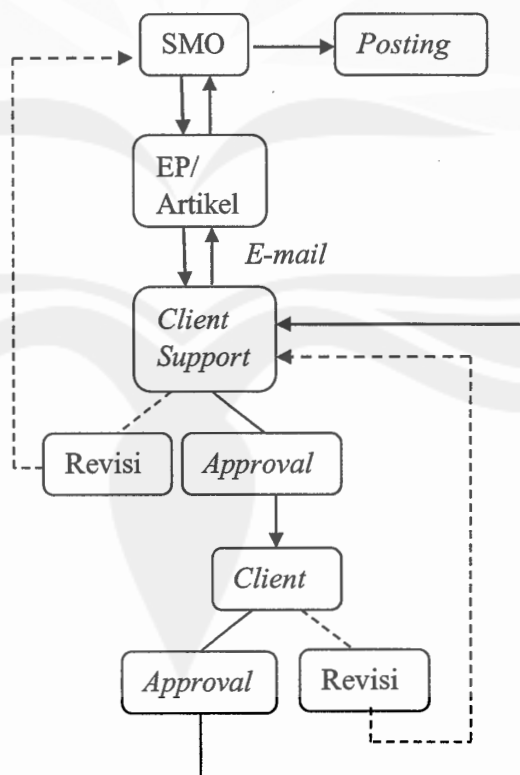 SMO
Posting
EP/
Artikel
E-mail
Client
Support
Revisi
Approval
Client
Approval
Revisi